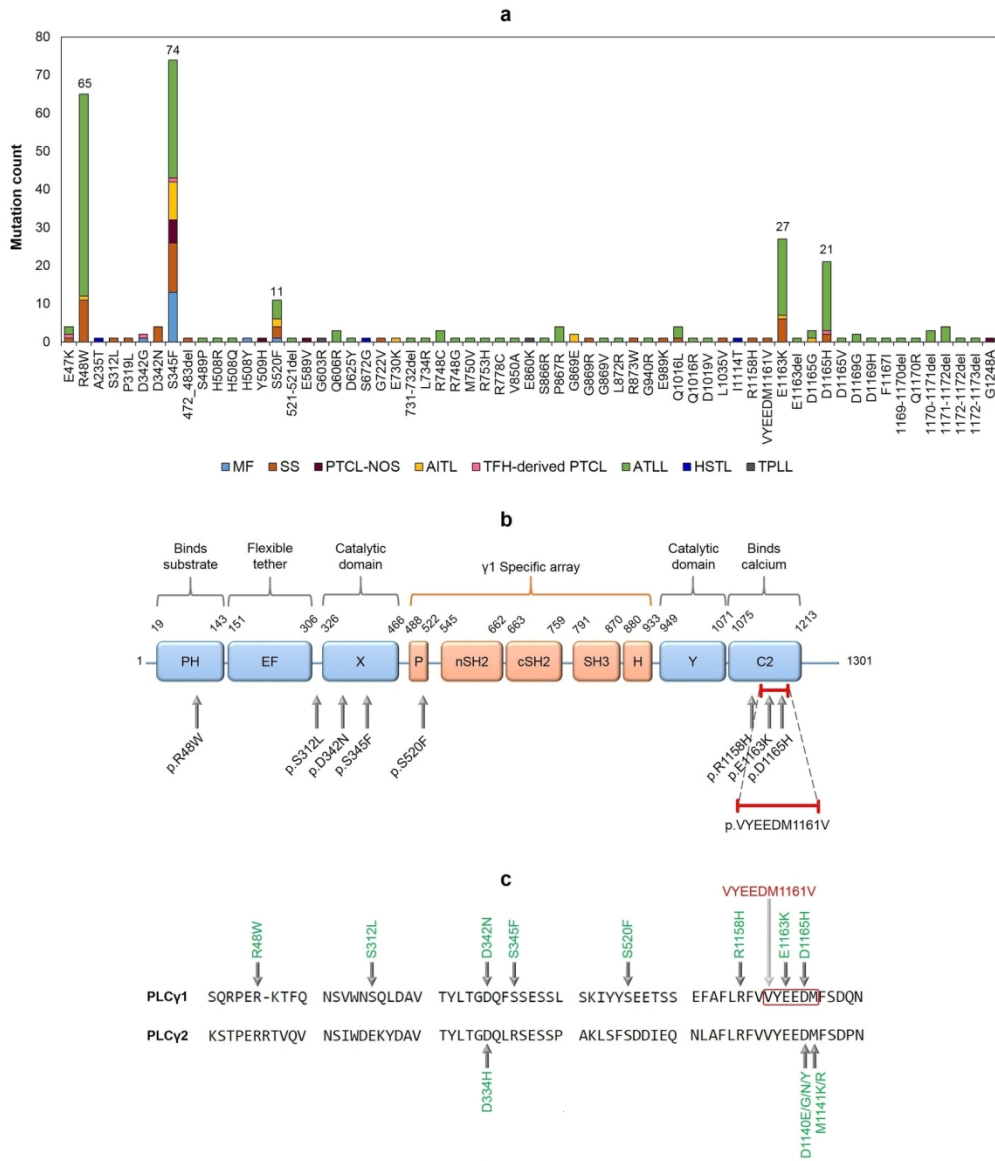 a
80
70
60
50
40
30
20
10
0
Mutation count
65
74
11
27
21
E47K
R48W
A235T
S312L
P319L
D342G
D342N
S345F
472_483del
S489P
H508R
H508Q
H508Y
Y509H
S520F
521-521del
E589V
G603R
Q606R
D625Y
S672G
G722V
E730K
731-732del
L734R
R748C
R748G
M750V
R753H
R778C
V850A
E860K
S866R
P867R
G869E
G869R
G869V
L872R
R873W
G940R
E989K
Q1016L
Q1016R
D1019V
L1035V
I1114T
R1158H
VYEEDM1161V
E1163K
E1163del
D1165G
D1165H
D1165V
D1169G
D1169H
F1167I
1169-1170del
Q1170R
1170-1171del
1171-1172del
1172-1172del
1172-1173del
G1248A
MF SS PTCL-NOS AITL TFH-derived PTCL ATLL HSTL TPLL
b
Binds substrate
Flexible tether
Catalytic domain
γ1 Specific array
Catalytic domain
Binds calcium
19 143 151 306 326 466 488 522 545 662 663 759 791 870 880 933 949 1071 1075 1213
1 PH EF X P nSH2 cSH2 SH3 H Y C2 1301
p.R48W
p.S312L
p.D342N
p.S345F
p.S520F
p.R1158H
p.E1163K
p.D1165H
p.VYEEDM1161V
c
VYEEDM1161V
R48W
S312L
D342N
S345F
S520F
R1158H
E1163K
D1165H
PLCγ1 SQRPER-KTFQ NSVWNSQLDAV TYLTGDQFSSESSL SKIYYSEETSS EFAFLRFVVYEEDMFSDQN
PLCγ2 KSTPERRTVQV NSIWDEKYDAV TYLTGDQLRSESSP AKLSFSDDIEQ NLAFLRFVVYEEDMFSDPN
D334H
D1140E/G/N/Y
M1141K/R